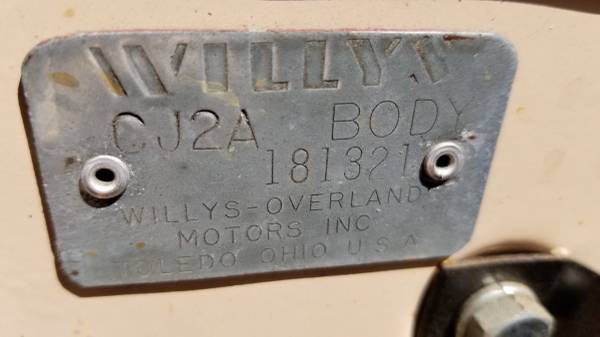 WILLYS
CJ2A BODY
181321
WILLYS-OVERLAND
MOTORS INC
TOLEDO OHIO U.S.A